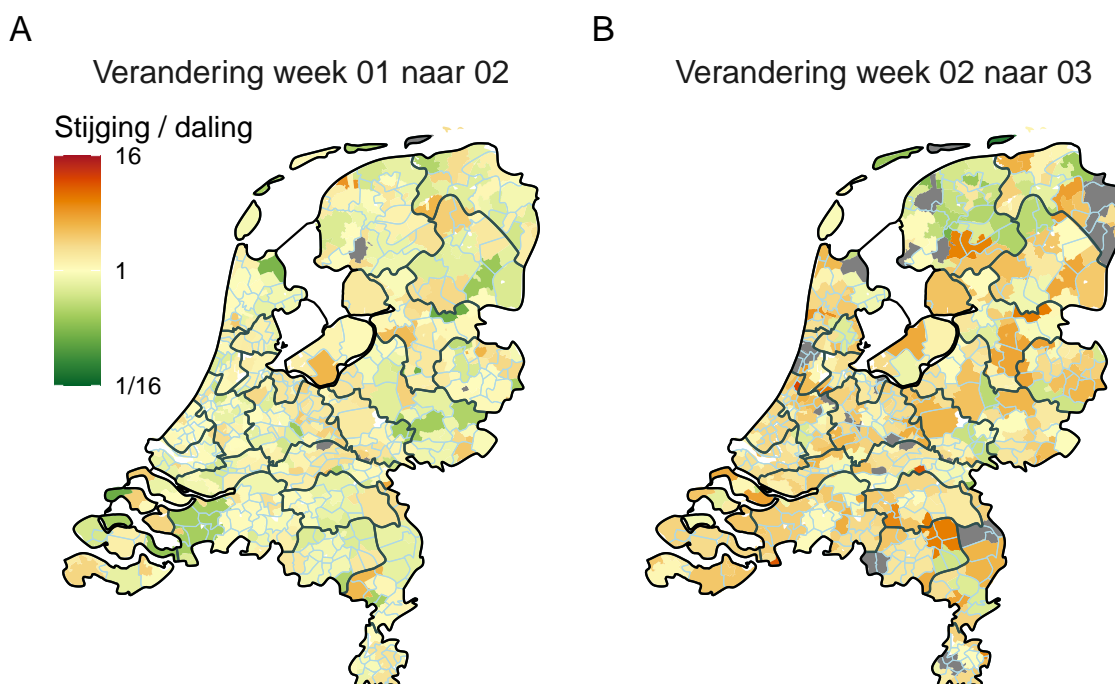 A
B
Verandering week 01 naar 02
Verandering week 02 naar 03
Stijging / daling
16
1
1/16